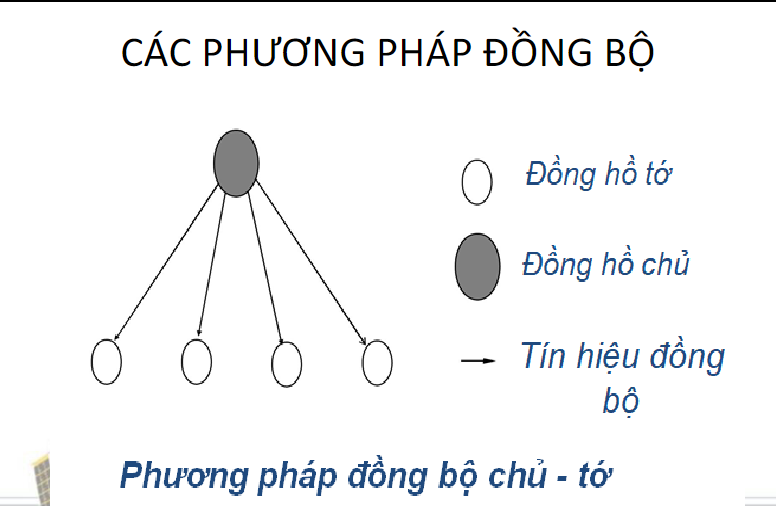 CÁC PHƯƠNG PHÁP ĐỒNG BỘ
Đồng hồ tớ
Đồng hồ chủ
Tín hiệu đồng
bộ
Phương pháp đồng bộ chủ - tớ